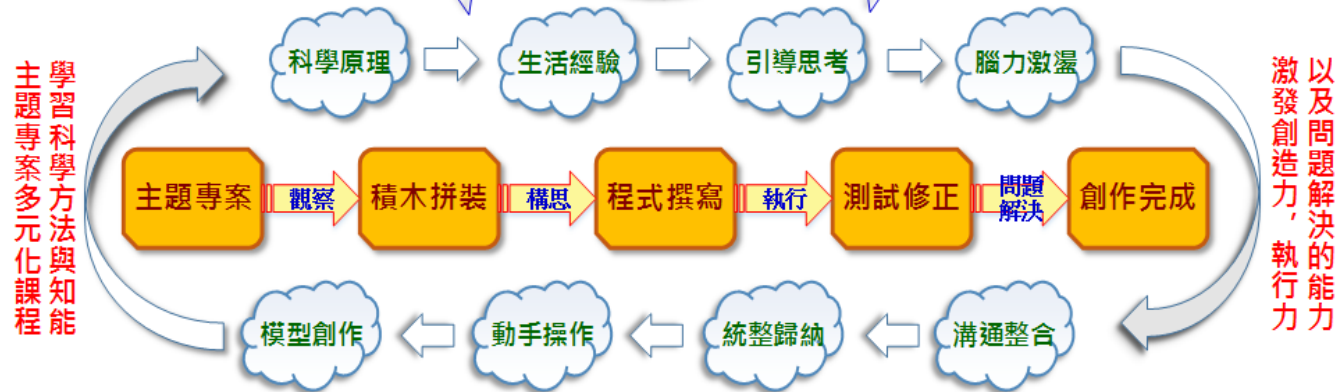 科學原理
生活經驗
引導思考
腦力激盪
主題專案多元化課程
學習科學方法與知能
主題專案
觀察
積木拼裝
構思
程式撰寫
執行
測試修正
問題
解決
創作完成
激發創造力，執行力
以及問題解決的能力
模型創作
動手操作
統整歸納
溝通整合